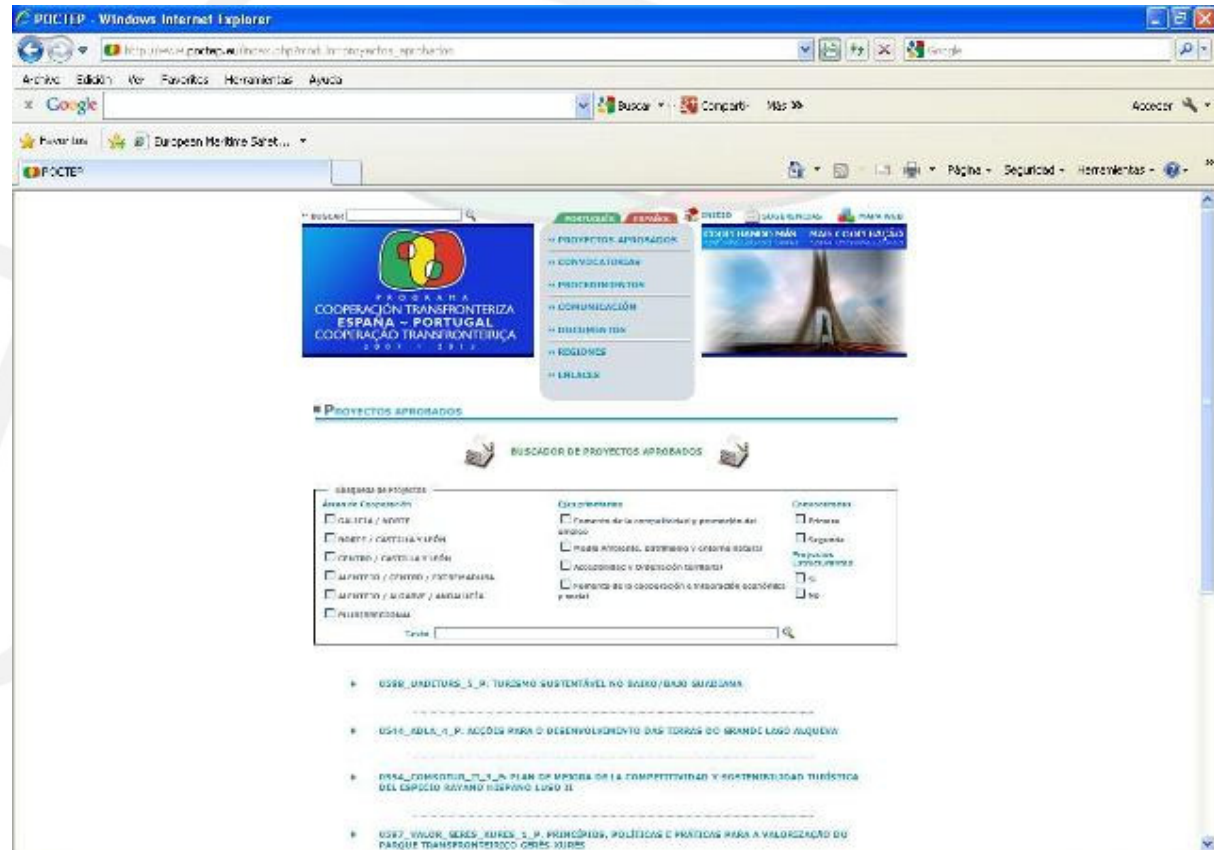 POCTEP - Windows Internet Explorer
Google
Archivo Edición Ver Favoritos Herramientas Ayuda
x Google Buscar Comparti- Más » Acceder
Favoritos European Maritime Safet...
POCTEP Página Seguridad Herramientas
BUSCAR PORTUGUÊS ESPAÑOL INICIO SUGERENCIAS MAPA WEB
PROYECTOS APROBADOS
CONVOCATORIAS
PROCEDIMIENTOS
COMUNICACIÓN
DOCUMENTOS
REGIONES
ENLACES
PROGRAMA
COOPERACIÓN TRANSFRONTERIZA
ESPAÑA ~ PORTUGAL
COOPERAÇÃO TRANSFRONTEIRIÇA
2007 - 2013
PROYECTOS APROBADOS
BUSCADOR DE PROYECTOS APROBADOS
Búsqueda de Proyectos
Áreas de Cooperación
GALICIA / NORTE
NORTE / CASTILLA Y LEÓN
CENTRO / CASTILLA Y LEÓN
ALENTEJO / CENTRO / EXTREMADURA
ALENTEJO / ALGARVE / ANDALUCÍA
PLURIRREGIONAL
Ejes prioritarios
Fomento de la competitividad y promoción del
empleo
Medio Ambiente, patrimonio y entorno natural
Accesibilidad y ordenación territorial
Fomento de la cooperación e integración económica
y social
Convocatorias
Primera
Segunda
Proyectos
Estructurantes
Si
No
Texto
TURISMO SUSTENTÁVEL NO BAIXO/BAJO GUADIANA
ACÇÕES PARA O DESENVOLVIMENTO DAS TERRAS DO GRANDE LAGO ALQUEVA
PLAN DE MEJORA DE LA COMPETITIVIDAD Y SOSTENIBILIDAD TURÍSTICA
DEL ESPACIO RAYANO HISPANO LUSO II
PRINCÍPIOS, POLÍTICAS E PRÁTICAS PARA A VALORIZAÇÃO DO
PARQUE TRANSFRONTEIRIÇO GERÊS XURÉS